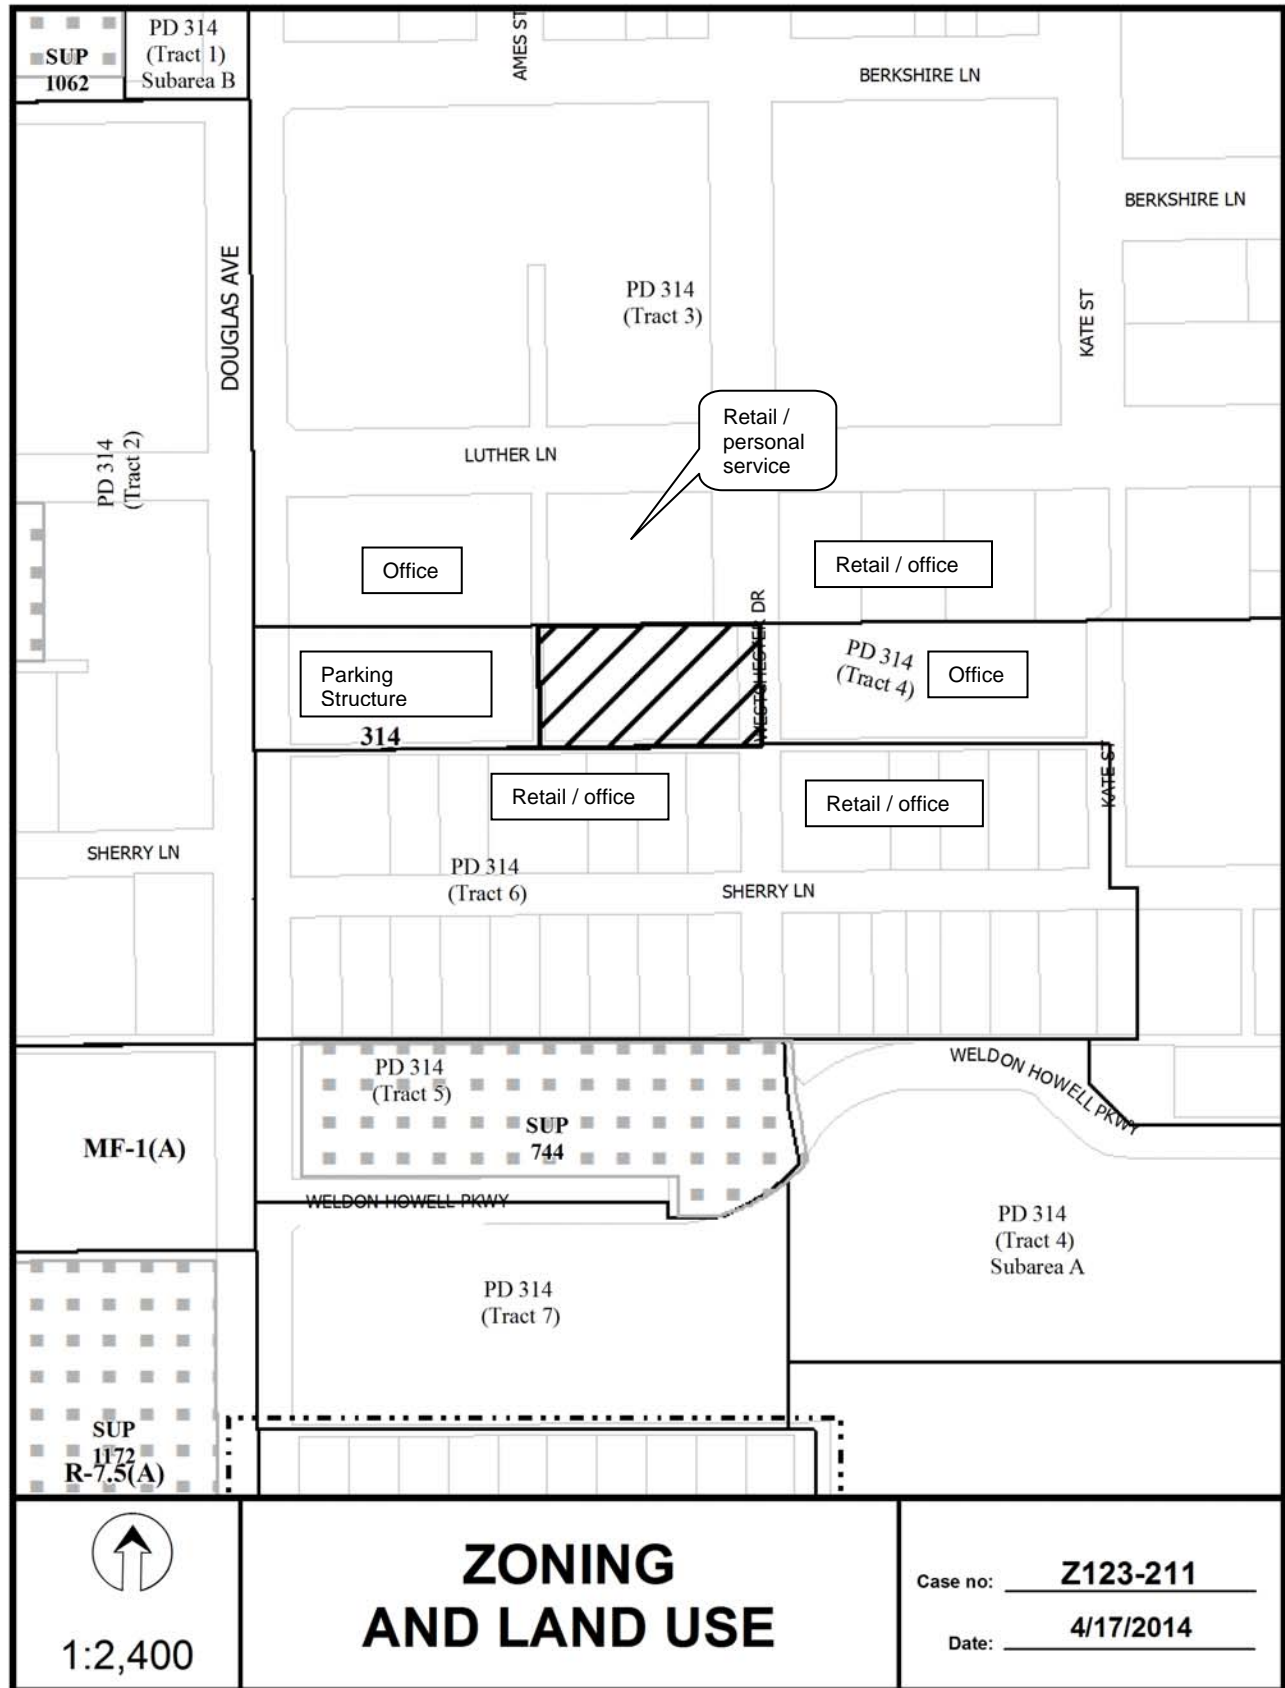 SUP
1062
PD 314
(Tract 1)
Subarea B
AMES ST
BERKSHIRE LN
BERKSHIRE LN
DOUGLAS AVE
PD 314
(Tract 3)
KATE ST
PD 314
(Tract 2)
Retail /
personal
service
LUTHER LN
Office
Retail / office
WESTCHESTER DR
Parking
Structure
314
PD 314
(Tract 4)
Office
Retail / office
Retail / office
KATE ST
SHERRY LN
PD 314
(Tract 6)
SHERRY LN
PD 314
(Tract 5)
SUP
744
WELDON HOWELL PKWY
MF-1(A)
WELDON HOWELL PKWY
PD 314
(Tract 4)
Subarea A
PD 314
(Tract 7)
SUP
1172
R-7.5(A)
1:2,400
ZONING
AND LAND USE
Case no: Z123-211
Date: 4/17/2014